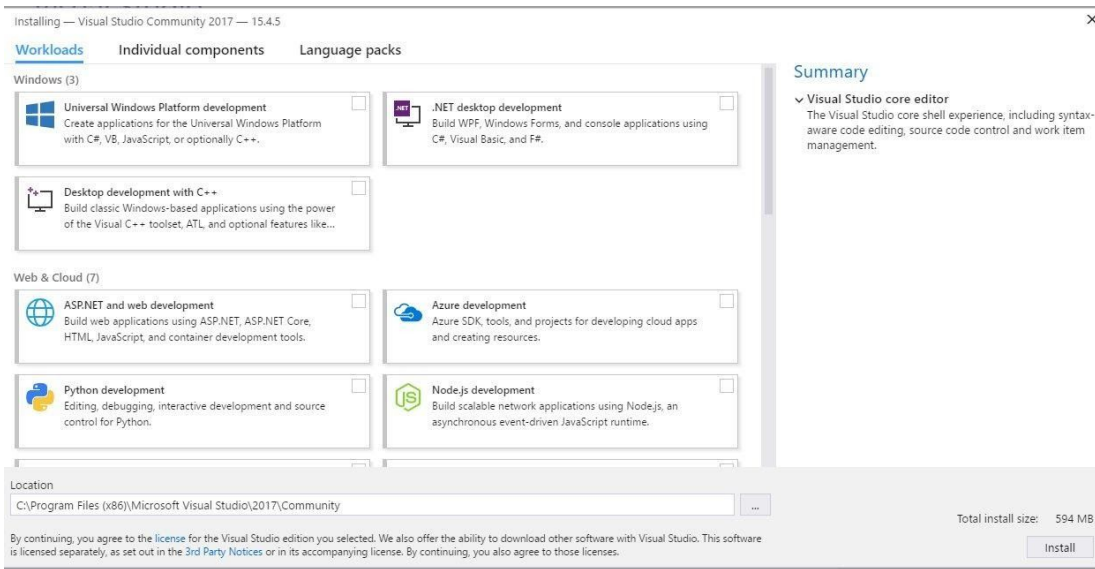 Installing — Visual Studio Community 2017 — 15.4.5
Workloads
Individual components
Language packs
Windows (3)
Universal Windows Platform development
Create applications for the Universal Windows Platform
with C#, VB, JavaScript, or optionally C++.
.NET
.NET desktop development
Build WPF, Windows Forms, and console applications using
C#, Visual Basic, and F#.
Desktop development with C++
Build classic Windows-based applications using the power
of the Visual C++ toolset, ATL, and optional features like...
Web & Cloud (7)
ASP.NET and web development
Build web applications using ASP.NET, ASP.NET Core,
HTML, JavaScript, and container development tools.
Azure development
Azure SDK, tools, and projects for developing cloud apps
and creating resources.
Python development
Editing, debugging, interactive development and source
control for Python.
JS
Node.js development
Build scalable network applications using Node.js, an
asynchronous event-driven JavaScript runtime.
Summary
Visual Studio core editor
The Visual Studio core shell experience, including syntax-
aware code editing, source code control and work item
management.
Location
C:\Program Files (x86)\Microsoft Visual Studio\2017\Community
...
By continuing, you agree to the license for the Visual Studio edition you selected. We also offer the ability to download other software with Visual Studio. This software
is licensed separately, as set out in the 3rd Party Notices or in its accompanying license. By continuing, you also agree to those licenses.
Total install size: 594 MB
Install